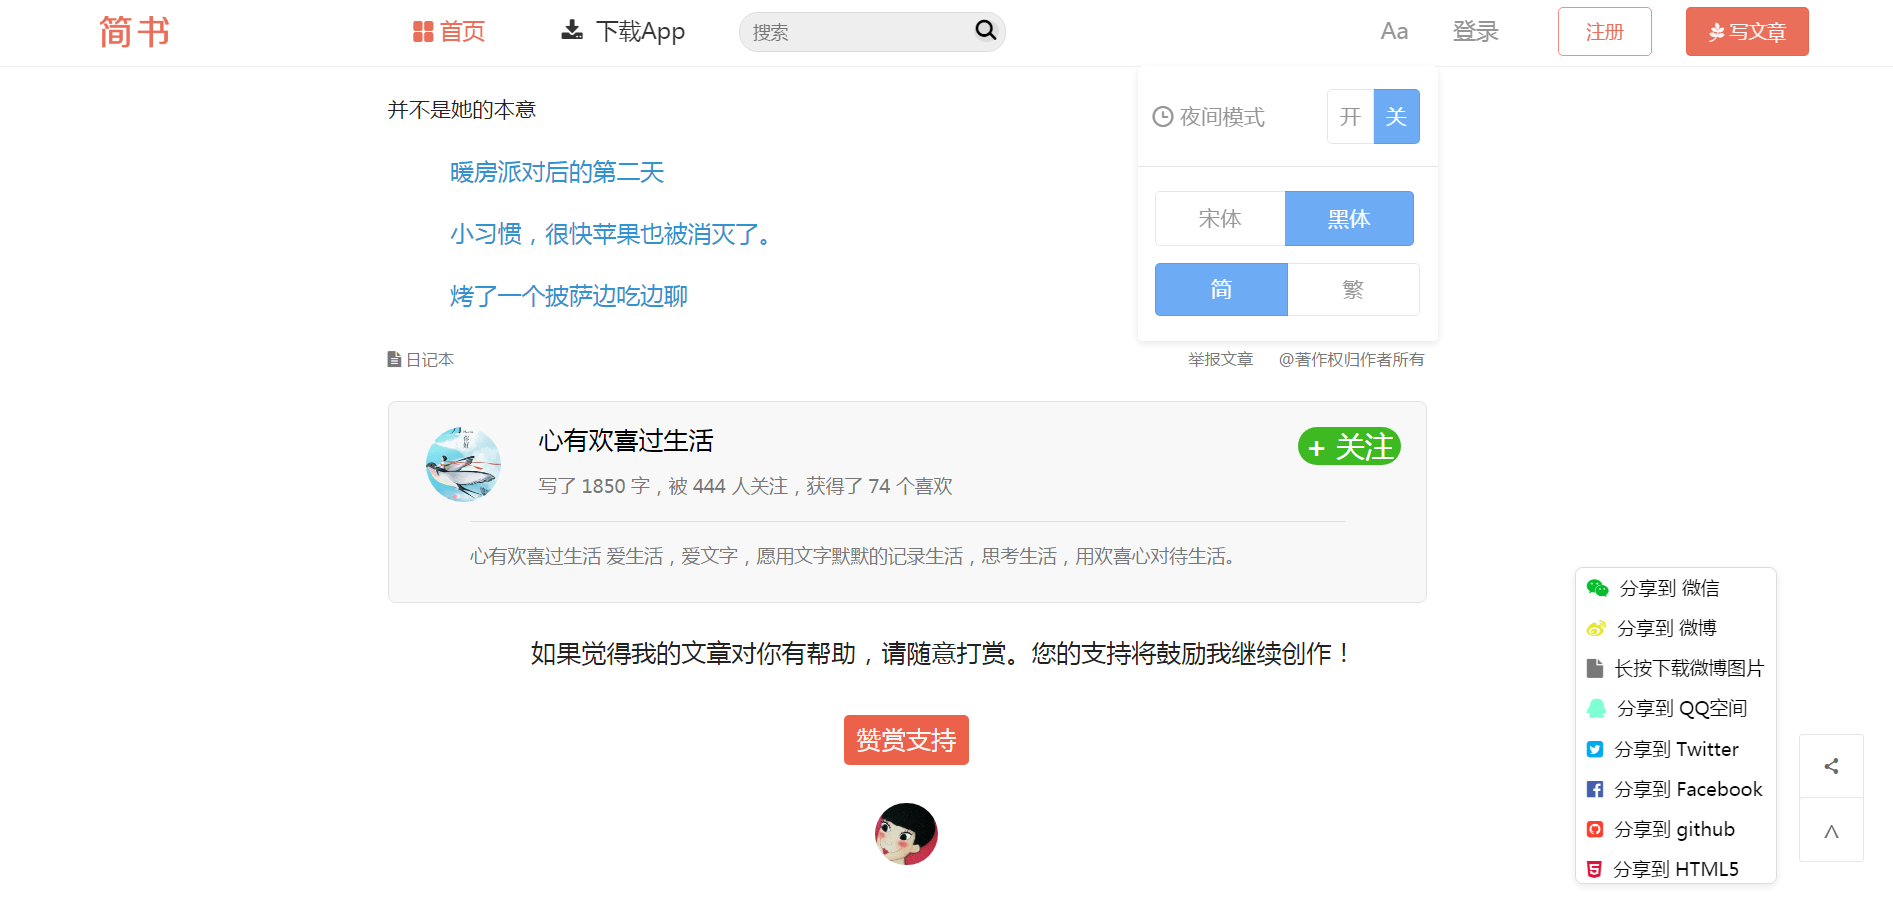 简书
首页
下载App
搜索
Aa
登录
注册
写文章
并不是她的本意
夜间模式
开
关
暖房派对后的第二天
小习惯，很快苹果也被消灭了。
宋体
黑体
烤了一个披萨边吃边聊
简
繁
日记本
举报文章
@著作权归作者所有
心有欢喜过生活
+ 关注
写了 1850 字，被 444 人关注，获得了 74 个喜欢
心有欢喜过生活 爱生活，爱文字，愿用文字默默的记录生活，思考生活，用欢喜心对待生活。
如果觉得我的文章对你有帮助，请随意打赏。您的支持将鼓励我继续创作！
赞赏支持
分享到 微信
分享到 微博
长按下载微博图片
分享到 QQ空间
分享到 Twitter
分享到 Facebook
分享到 github
分享到 HTML5